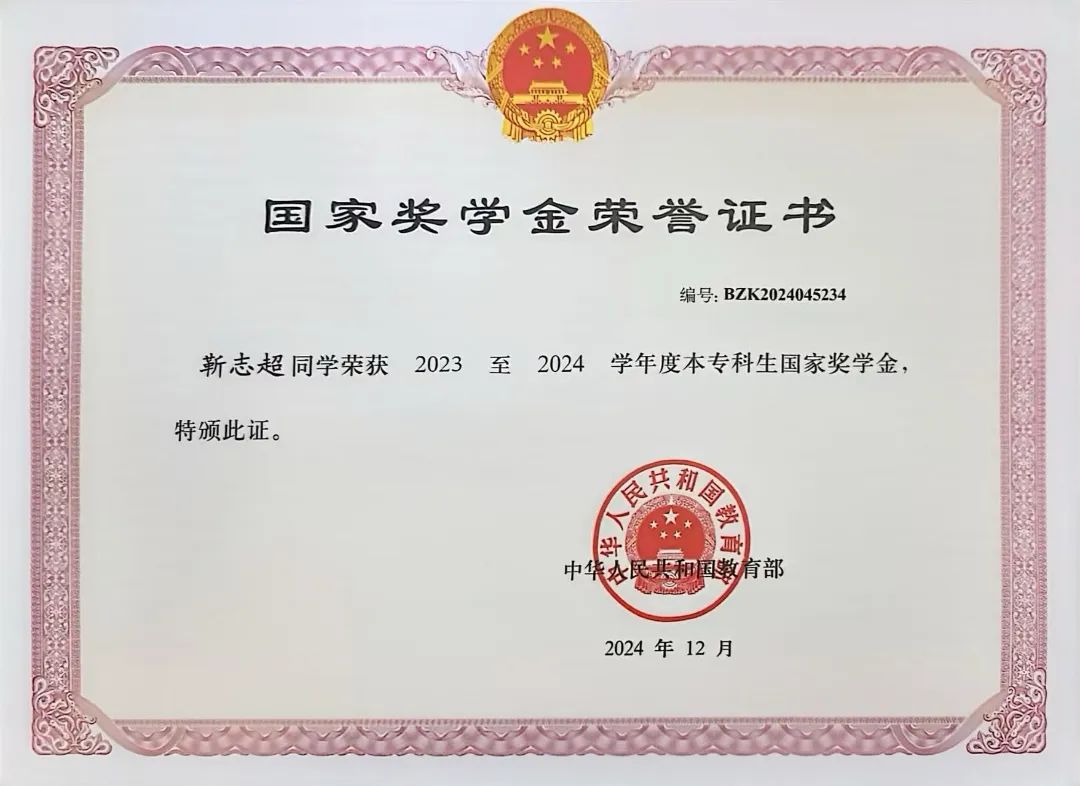 国家奖学金荣誉证书
编号: BZK2024045234
靳志超同学荣获 2023 至 2024 学年度本专科生国家奖学金,
特颁此证。
中华人民共和国教育部
中华人民共和国教育部
2024 年 12 月